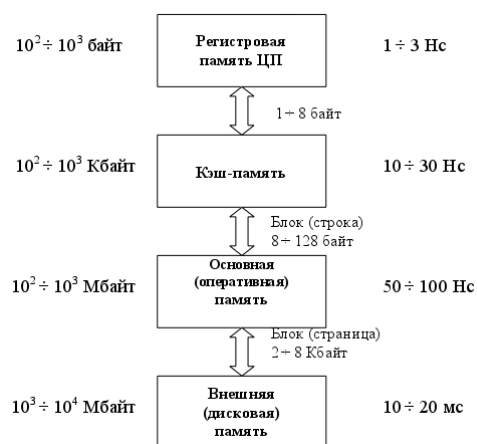 10² ÷ 10³ байт
Регистровая
память ЦП
1 ÷ 3 Нс
1 ÷ 8 байт
10² ÷ 10³ Кбайт
Кэш-память
10 ÷ 30 Нс
Блок (строка)
8 ÷ 128 байт
10² ÷ 10³ Мбайт
Основная
(оперативная)
память
50 ÷ 100 Нс
Блок (страница)
2 ÷ 8 Кбайт
10³ ÷ 10⁴ Мбайт
Внешняя
(дисковая)
память
10 ÷ 20 мс